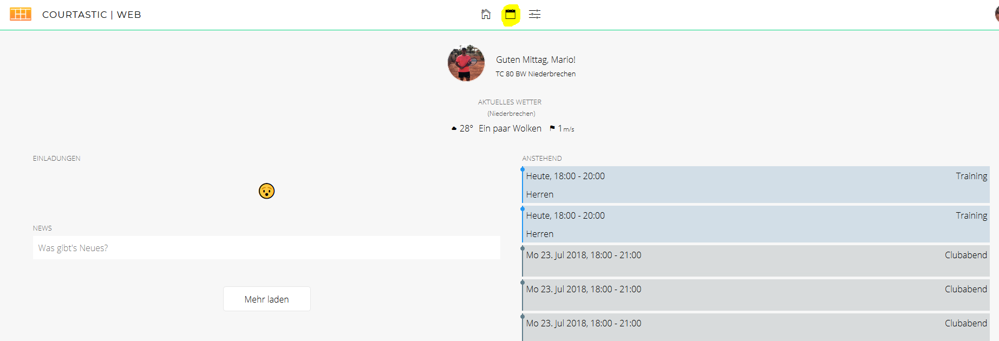 COURTASTIC | WEB
Guten Mittag, Mario!
TC 80 BW Niederbrechen
AKTUELLES WETTER
(Niederbrechen)
28° Ein paar Wolken 1 m/s
EINLADUNGEN
NEWS
Was gibt's Neues?
Mehr laden
ANSTEHEND
Heute, 18:00 - 20:00 Training
Herren
Heute, 18:00 - 20:00 Training
Herren
Mo 23. Jul 2018, 18:00 - 21:00 Clubabend
Mo 23. Jul 2018, 18:00 - 21:00 Clubabend
Mo 23. Jul 2018, 18:00 - 21:00 Clubabend